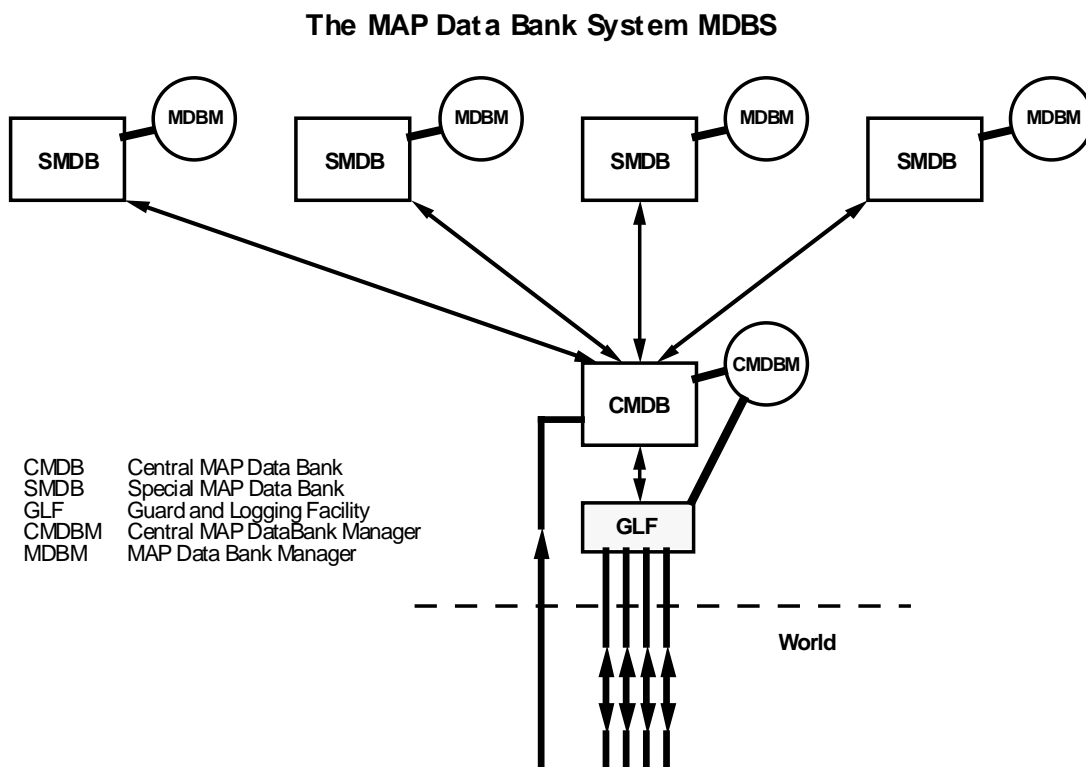 The MAP Data Bank System MDBS
MDBM MDBM MDBM MDBM
SMDB SMDB SMDB SMDB
CMDBM
CMDB
CMDB Central MAP Data Bank
SMDB Special MAP Data Bank
GLF Guard and Logging Facility
CMDBM Central MAP DataBank Manager
MDBM MAP Data Bank Manager
GLF
World